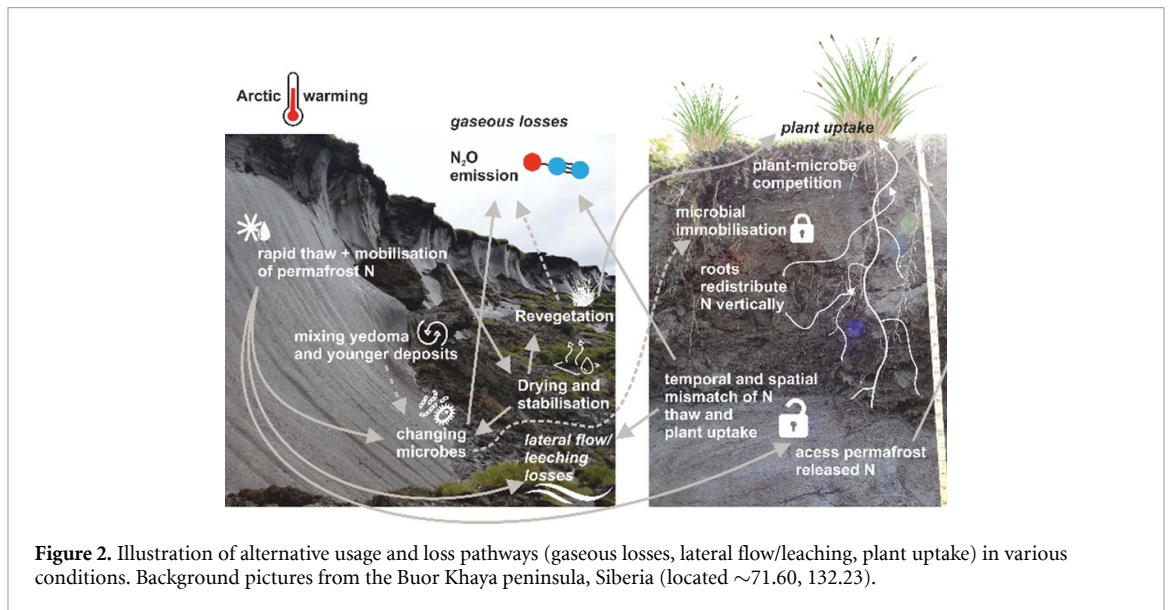 Arctic warming
gaseous losses
N₂O
emission
rapid thaw + mobilisation
of permafrost N
mixing yedoma
and younger deposits
changing
microbes
Revegetation
Drying and
stabilisation
lateral flow/
leeching
losses
plant uptake
plant-microbe
competition
microbial
immobilisation
roots
redistribute
N vertically
temporal and spatial
mismatch of N
thaw and
plant uptake
acess permafrost
released N
Figure 2. Illustration of alternative usage and loss pathways (gaseous losses, lateral flow/leaching, plant uptake) in various
conditions. Background pictures from the Buor Khaya peninsula, Siberia (located ∼71.60, 132.23).